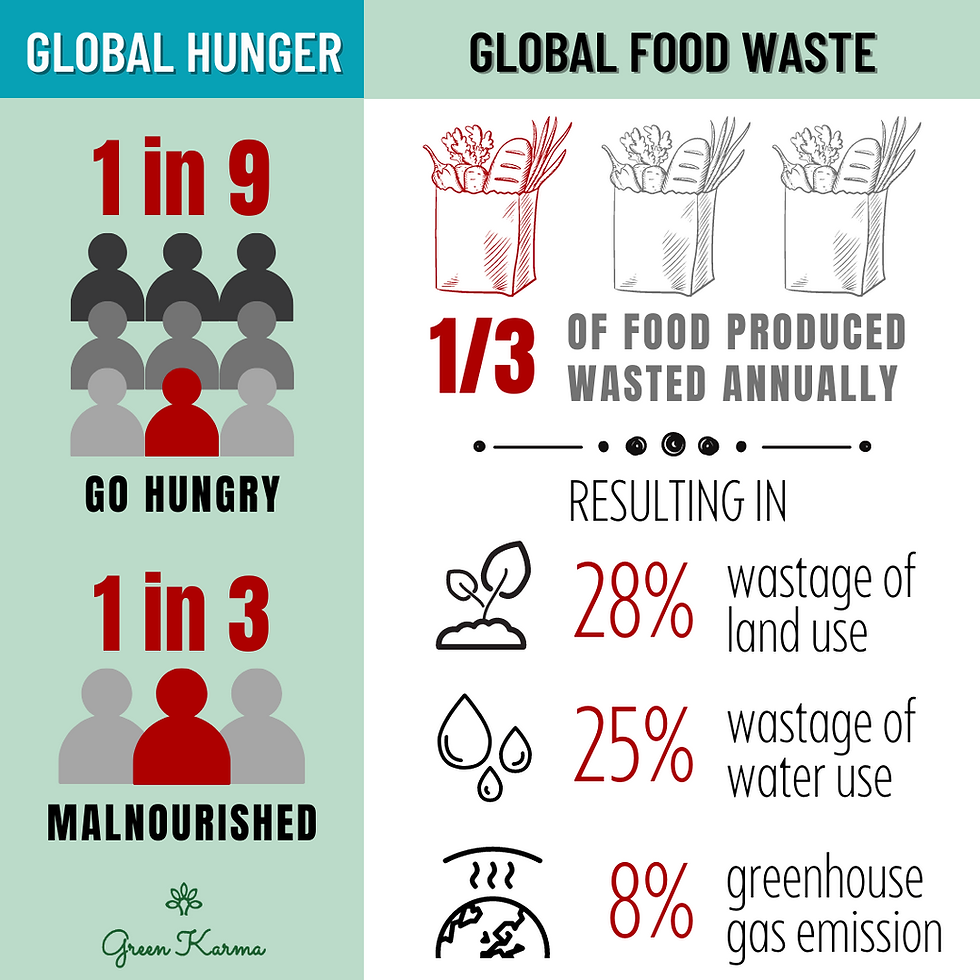 GLOBAL HUNGER
1 in 9
GO HUNGRY
1 in 3
MALNOURISHED
Green Karma
GLOBAL FOOD WASTE
1/3
OF FOOD PRODUCED
WASTED ANNUALLY
RESULTING IN
28%
wastage of
land use
25%
wastage of
water use
8%
greenhouse
gas emission